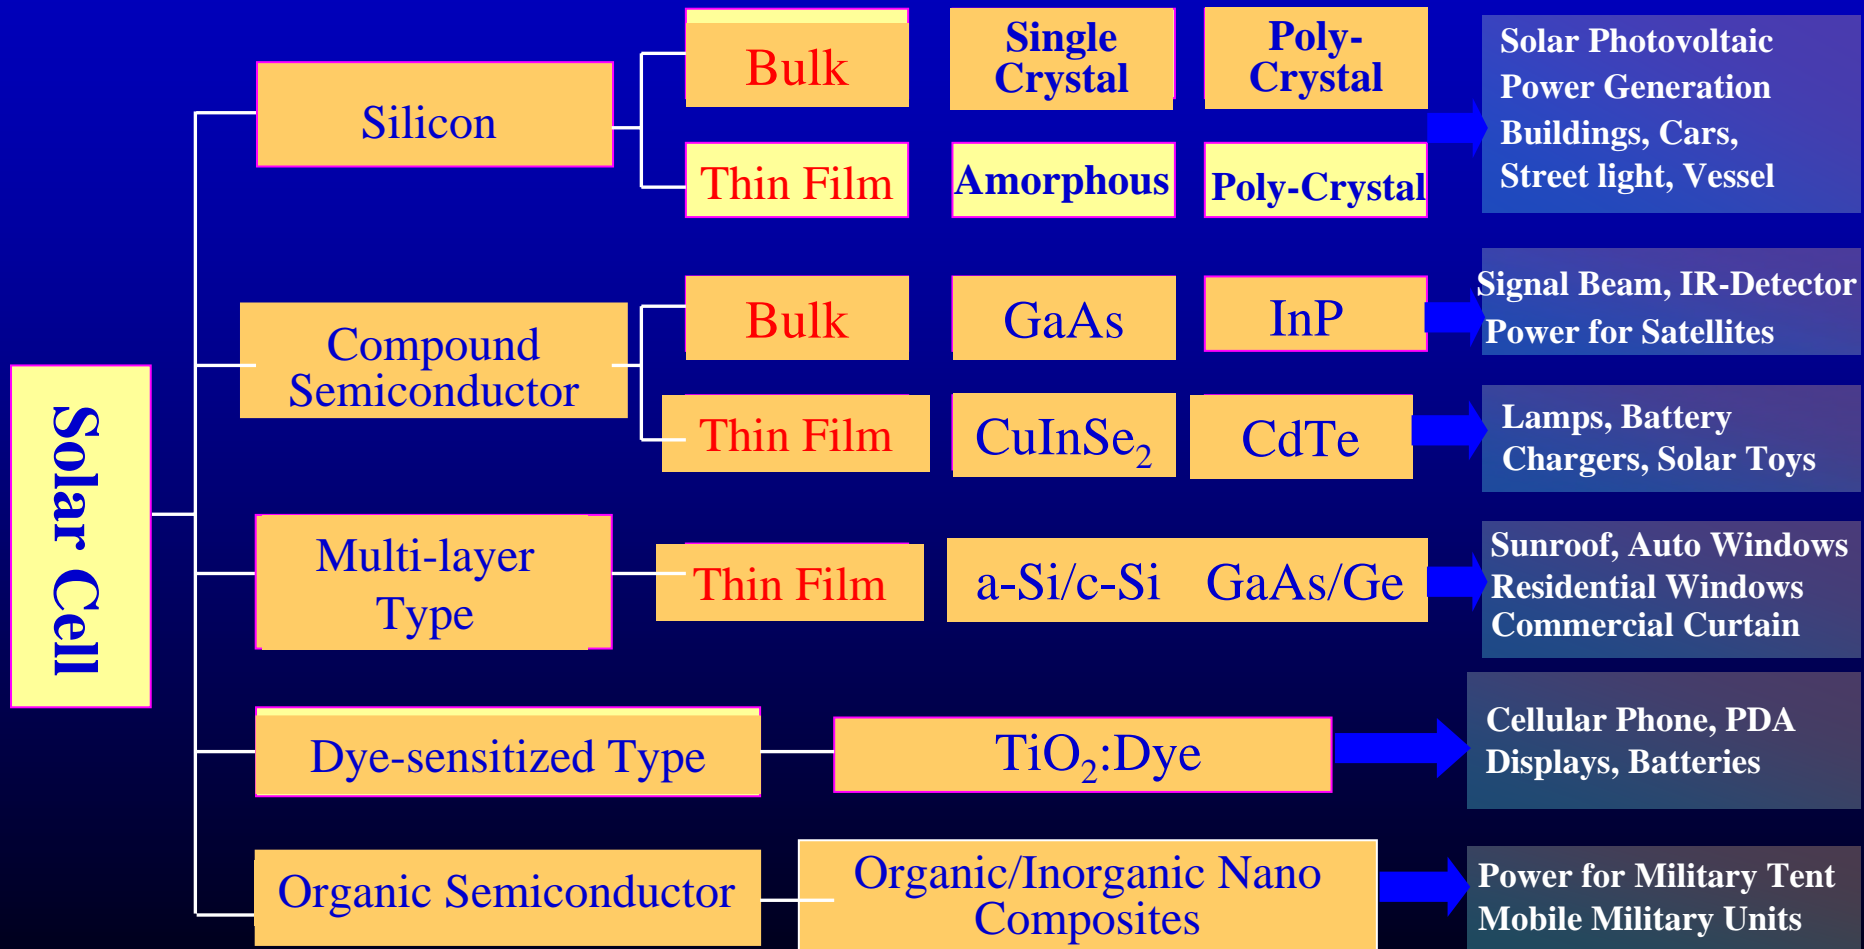 Solar Cell
Silicon
Bulk
Single
Crystal
Poly-
Crystal
Thin Film
Amorphous
Poly-Crystal
Solar Photovoltaic
Power Generation
Buildings, Cars,
Street light, Vessel
Compound
Semiconductor
Bulk
GaAs
InP
Signal Beam, IR-Detector
Power for Satellites
Thin Film
CuInSe₂
CdTe
Lamps, Battery
Chargers, Solar Toys
Multi-layer
Type
Thin Film
a-Si/c-Si GaAs/Ge
Sunroof, Auto Windows
Residential Windows
Commercial Curtain
Dye-sensitized Type
TiO₂:Dye
Cellular Phone, PDA
Displays, Batteries
Organic Semiconductor
Organic/Inorganic Nano
Composites
Power for Military Tent
Mobile Military Units